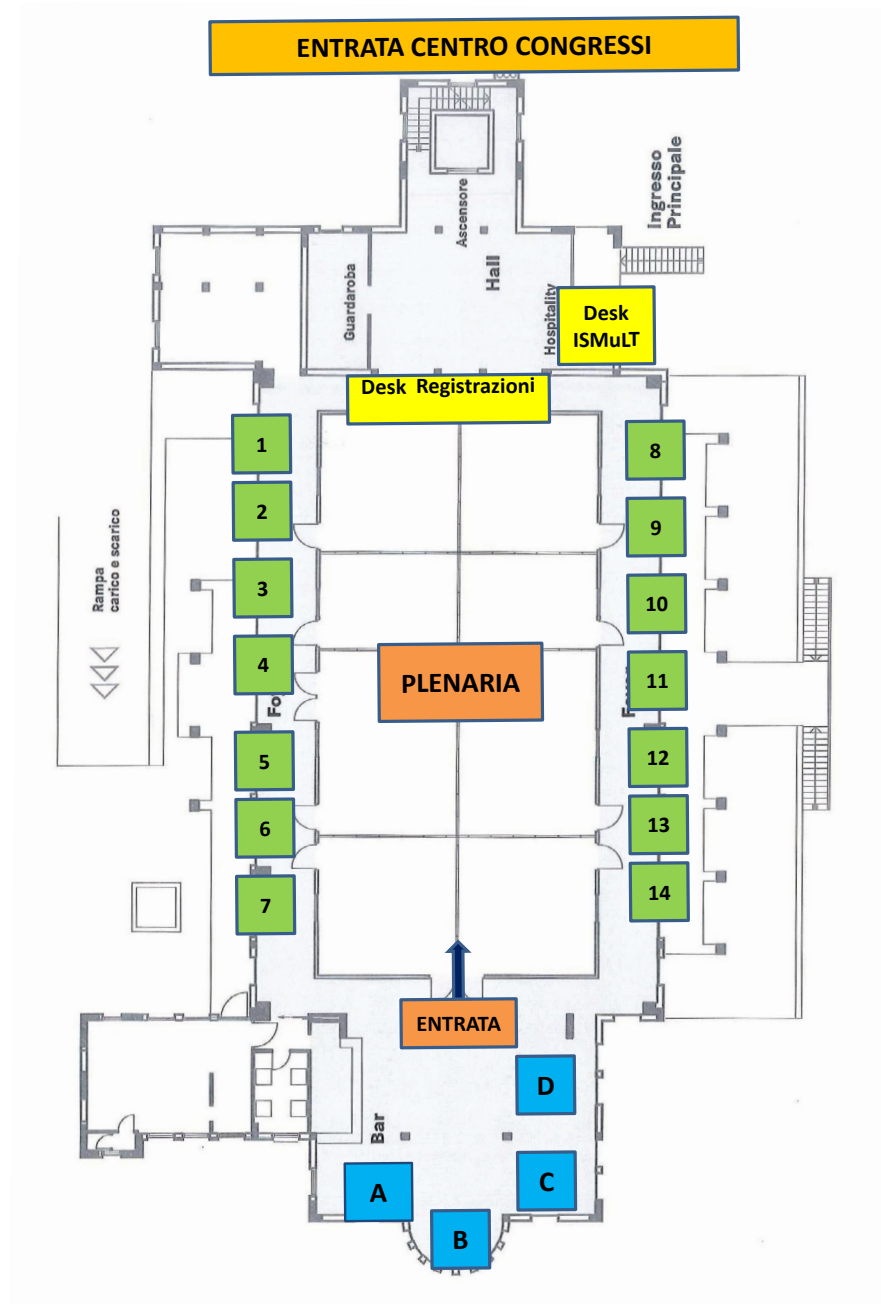 ENTRATA CENTRO CONGRESSI
Ingresso
Principale
Ascensore
Hall
Guardaroba
Hospitality
Desk
ISMuLT
Desk Registrazioni
1
2
3
4
5
6
7
8
9
10
11
12
13
14
Rampa
carico e scarico
PLENARIA
ENTRATA
Bar
A
B
C
D